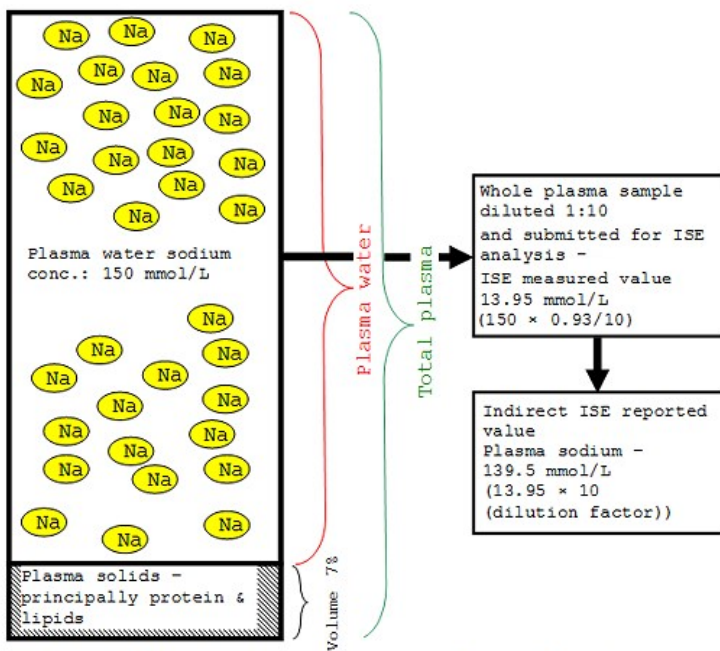 Na Na Na
Na Na Na Na
Na Na Na
Na Na Na Na
Na Na Na
Na
Plasma water sodium
conc.: 150 mmol/L
Na
Na Na
Na Na
Na Na
Na Na
Na
Na Na Na
Na Na Na
Plasma solids –
principally protein &
lipids
Plasma water
Volume 7%
Total plasma
Whole plasma sample
diluted 1:10
and submitted for ISE
analysis –
ISE measured value
13.95 mmol/L
(150 × 0.93/10)
Indirect ISE reported
value
Plasma sodium –
139.5 mmol/L
(13.95 × 10
(dilution factor))